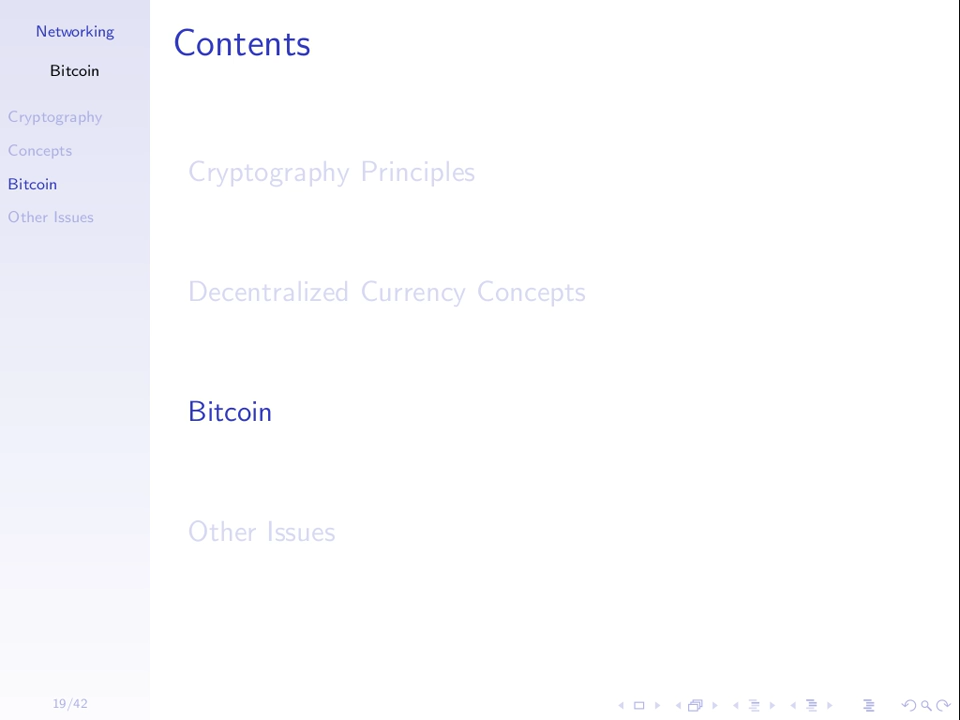 Networking
Bitcoin
Cryptography
Concepts
Bitcoin
Other Issues
Contents
Cryptography Principles
Decentralized Currency Concepts
Bitcoin
Other Issues
19/42